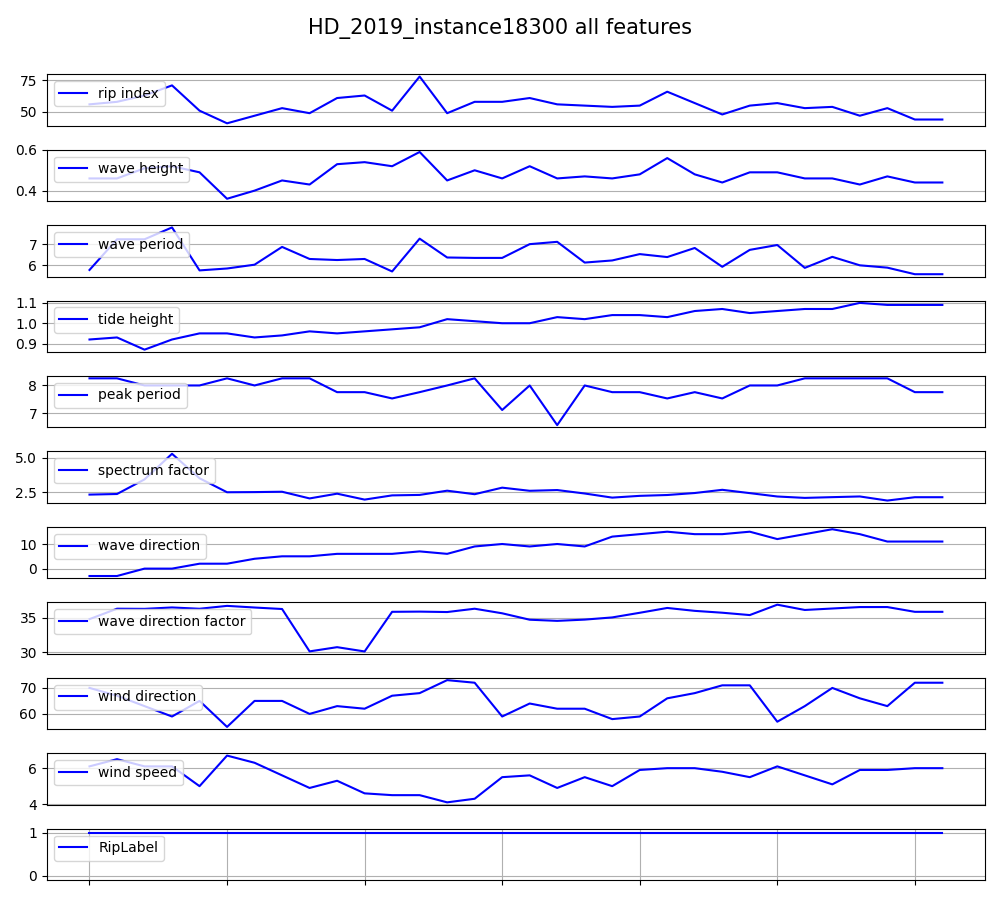 HD_2019_instance18300 all features
75
50
rip index
0.6
0.4
wave height
7
6
wave period
1.1
1.0
0.9
tide height
8
7
peak period
5.0
2.5
spectrum factor
10
0
wave direction
35
30
wave direction factor
70
60
wind direction
6
4
wind speed
1
0
RipLabel